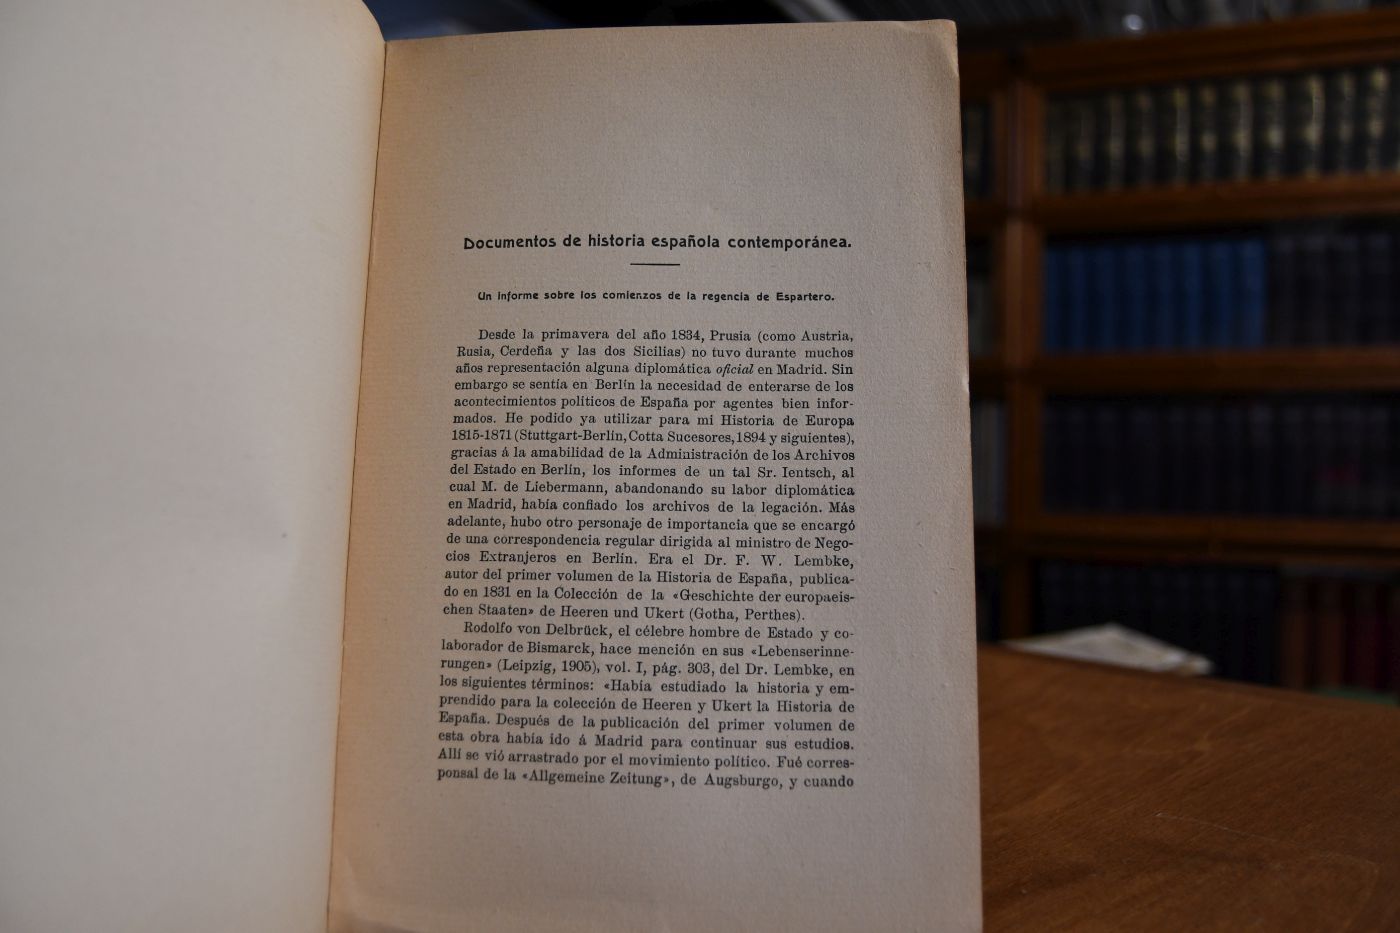 Documentos de historia española contemporánea.
Un informe sobre los comienzos de la regencia de Espartero.
Desde la primavera del año 1834, Prusia (como Austria,
Rusia, Cerdeña y las dos Sicilias) no tuvo durante muchos
años representación alguna diplomática oficial en Madrid. Sin
embargo se sentía en Berlín la necesidad de enterarse de los
acontecimientos políticos de España por agentes bien infor-
mados. He podido ya utilizar para mi Historia de Europa
1815-1871 (Stuttgart-Berlín, Cotta Sucesores, 1894 y siguientes),
gracias á la amabilidad de la Administración de los Archivos
del Estado en Berlín, los informes de un tal Sr. Ientsch, al
cual M. de Liebermann, abandonando su labor diplomática
en Madrid, había confiado los archivos de la legación. Más
adelante, hubo otro personaje de importancia que se encargó
de una correspondencia regular dirigida al ministro de Nego-
cios Extranjeros en Berlín. Era el Dr. F. W. Lembke,
autor del primer volumen de la Historia de España, publica-
do en 1831 en la Colección de la «Geschichte der europaeis-
chen Staaten» de Heeren und Ukert (Gotha, Perthes).
Rodolfo von Delbrück, el célebre hombre de Estado y co-
laborador de Bismarck, hace mención en sus «Lebenserinne-
rungen» (Leipzig, 1905), vol. I, pág. 303, del Dr. Lembke, en
los siguientes términos: «Había estudiado la historia y em-
prendido para la colección de Heeren y Ukert la Historia de
España. Después de la publicación del primer volumen de
esta obra había ido á Madrid para continuar sus estudios.
Allí se vió arrastrado por el movimiento político. Fué corres-
ponsal de la «Allgemeine Zeitung», de Augsburgo, y cuando